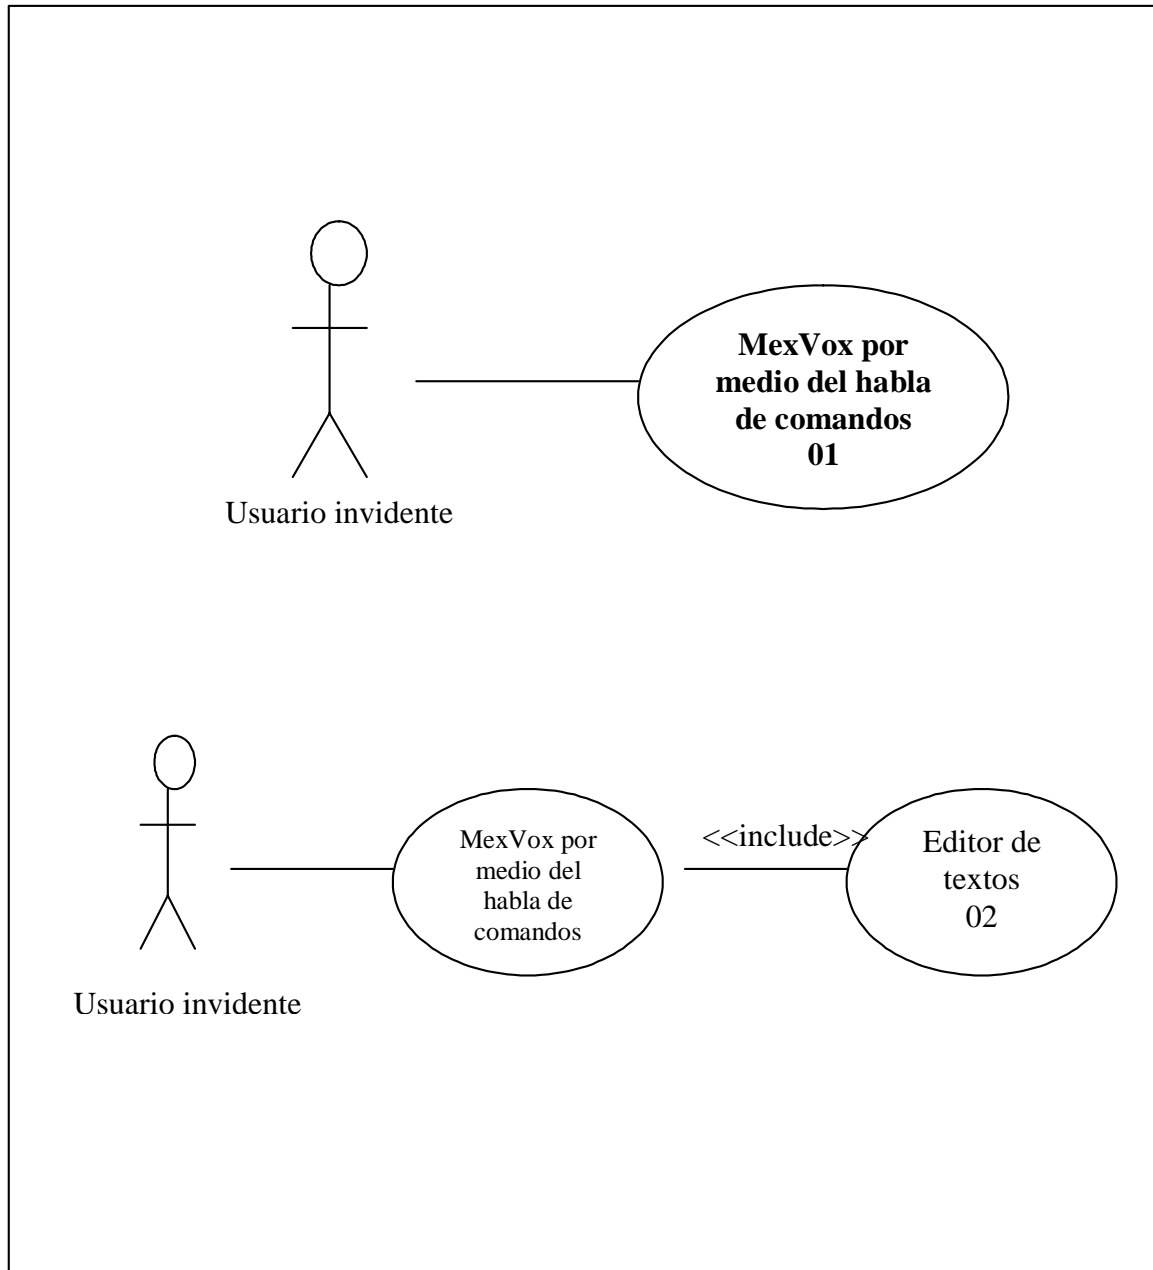 MexVox por
medio del habla
de comandos
01
Usuario invidente
MexVox por
medio del
habla de
comandos
<<include>>
Editor de
textos
02
Usuario invidente